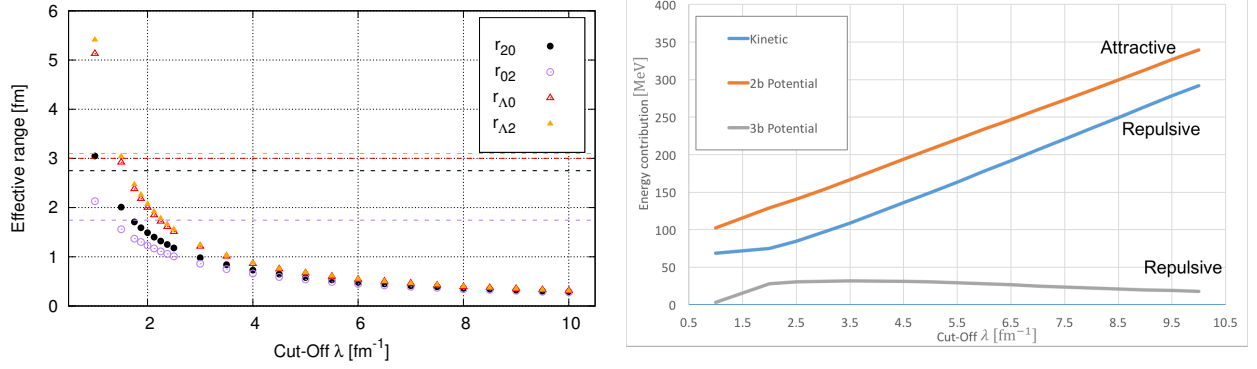 6
5
4
3
2
1
0
Effective range [fm]
r20
r02
rΛ0
rΛ2
2
4
6
8
10
Cut-Off λ [fm-1]
400
350
300
250
200
150
100
50
0
Energy contribution [MeV]
Kinetic
2b Potential
3b Potential
Attractive
Repulsive
Repulsive
0.5 1.5 2.5 3.5 4.5 5.5 6.5 7.5 8.5 9.5 10.5
Cut-Off λ [fm−1]